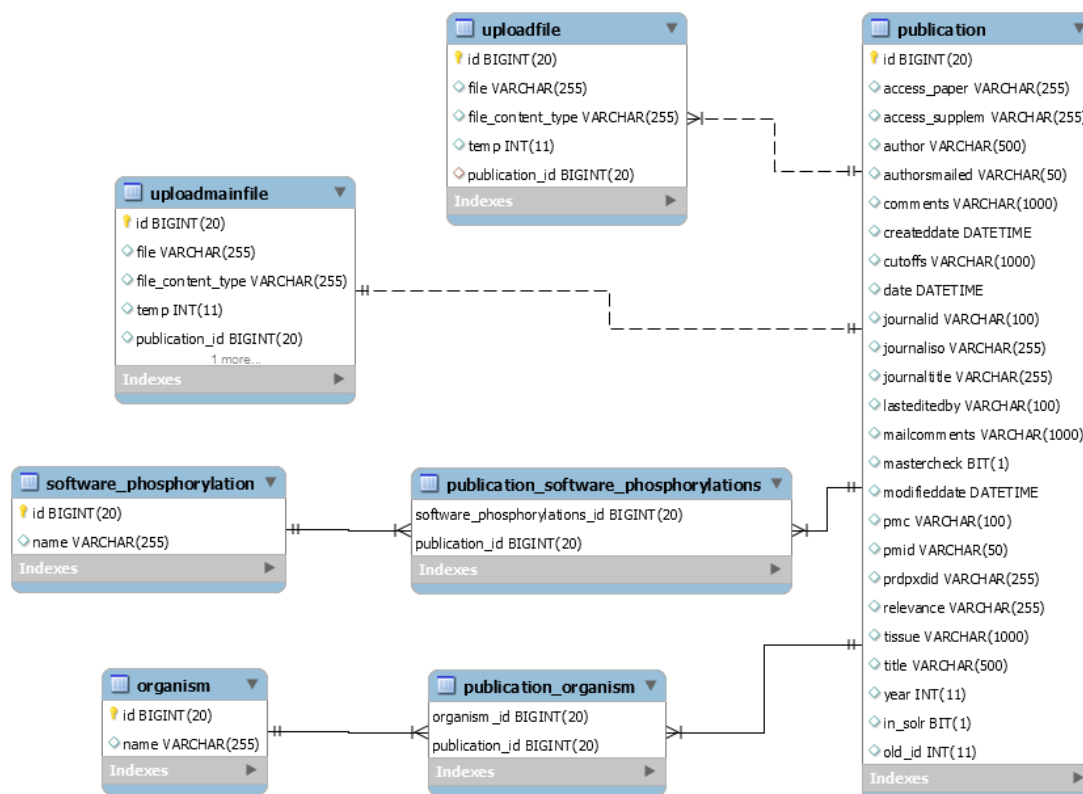 uploadfile
id BIGINT(20)
file VARCHAR(255)
file_content_type VARCHAR(255)
temp INT(11)
publication_id BIGINT(20)
Indexes
publication
id BIGINT(20)
access_paper VARCHAR(255)
access_supplem VARCHAR(255)
author VARCHAR(500)
authorsmailed VARCHAR(50)
comments VARCHAR(1000)
createddate DATETIME
cutoffs VARCHAR(1000)
date DATETIME
journalid VARCHAR(100)
journaliso VARCHAR(255)
journaltitle VARCHAR(255)
lasteditedby VARCHAR(100)
mailcomments VARCHAR(1000)
mastercheck BIT(1)
modifieddate DATETIME
pmc VARCHAR(100)
pmid VARCHAR(50)
prdpxdid VARCHAR(255)
relevance VARCHAR(255)
tissue VARCHAR(1000)
title VARCHAR(500)
year INT(11)
in_solr BIT(1)
old_id INT(11)
Indexes
uploadmainfile
id BIGINT(20)
file VARCHAR(255)
file_content_type VARCHAR(255)
temp INT(11)
publication_id BIGINT(20)
1 more...
Indexes
software_phosphorylation
id BIGINT(20)
name VARCHAR(255)
Indexes
publication_software_phosphorylations
software_phosphorylations_id BIGINT(20)
publication_id BIGINT(20)
Indexes
organism
id BIGINT(20)
name VARCHAR(255)
Indexes
publication_organism
organism_id BIGINT(20)
publication_id BIGINT(20)
Indexes